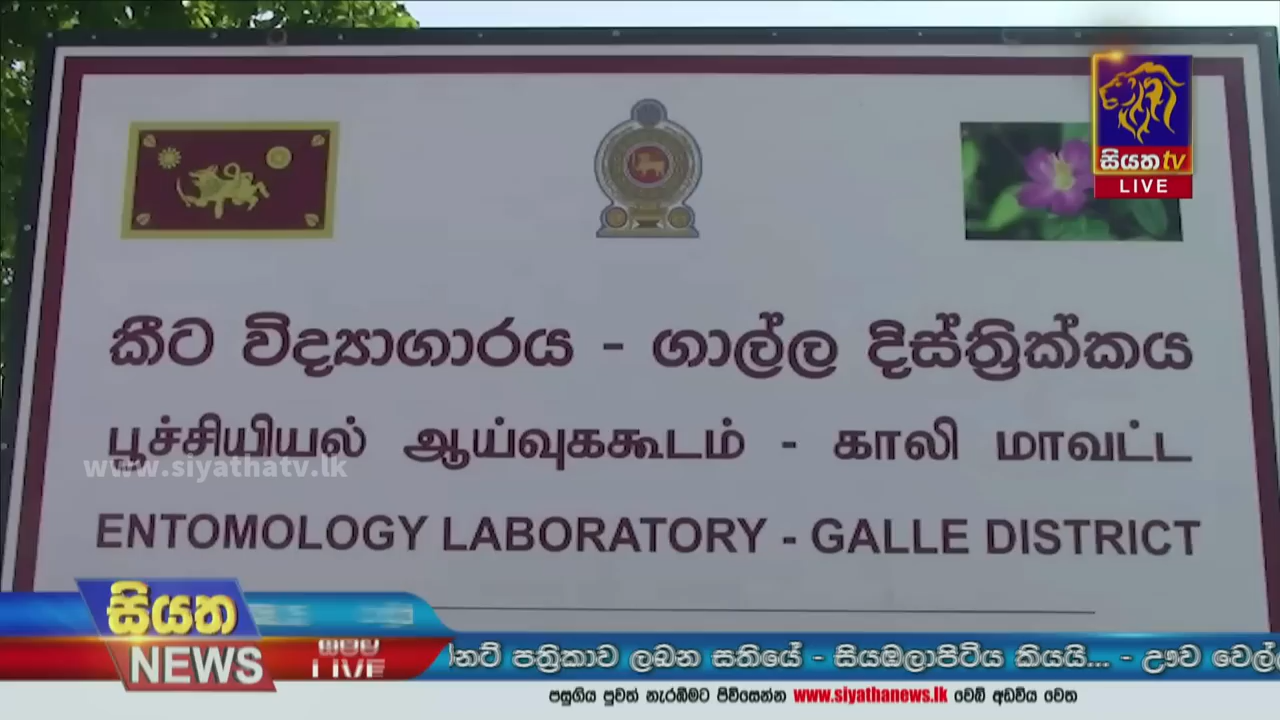 සියත tv
LIVE
කීට විද්‍යාගාරය - ගාල්ල දිස්ත්‍රික්කය
பூச்சியியல் ஆய்வுககூடம் - காலி மாவட்ட
www.siyathatv.lk
ENTOMOLOGY LABORATORY - GALLE DISTRICT
සියත
NEWS
LIVE
පත්‍රිකාව ලබන සතියේ - සියඹලාපිටිය කියයි... - ඌව
පසුගිය පුවත් නැරඹීමට පිවිසෙන්න www.siyathanews.lk වෙබ් අඩවිය වෙත